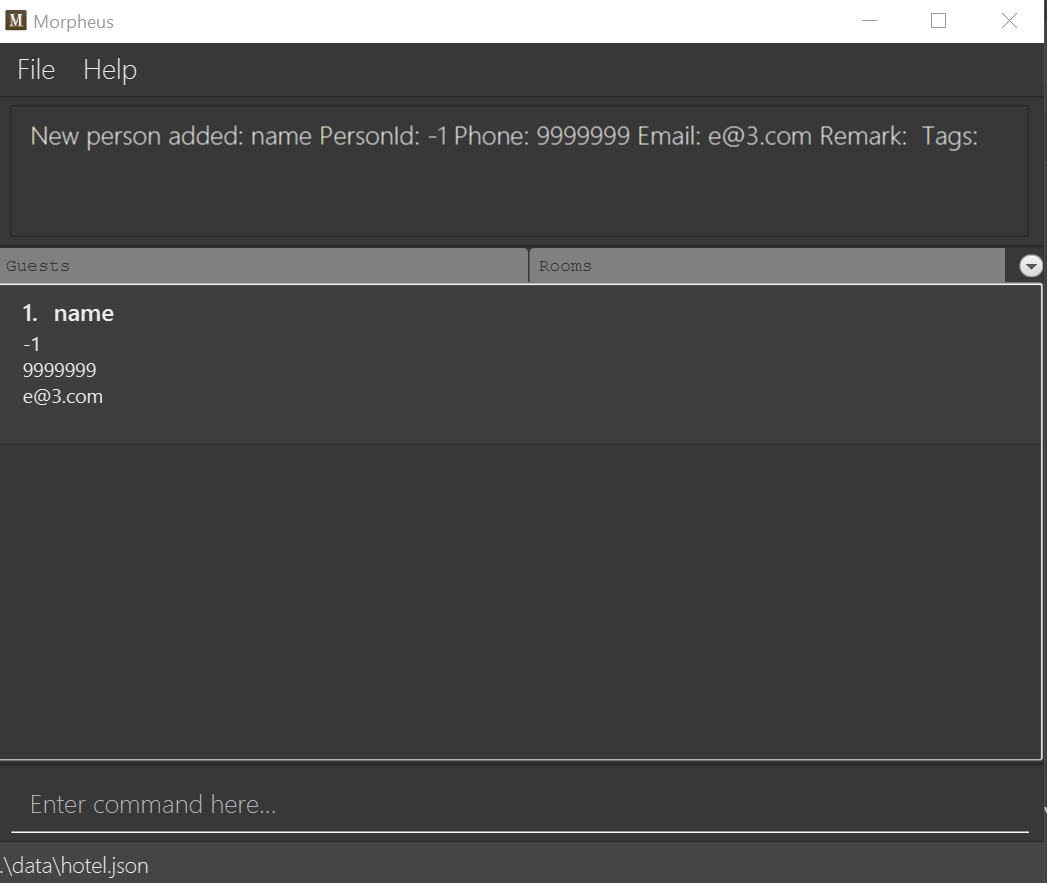 M Morpheus
File Help
New person added: name PersonId: -1 Phone: 9999999 Email: e@3.com Remark:  Tags:
Guests Rooms
1. name
-1
9999999
e@3.com
Enter command here...
.\data\hotel.json